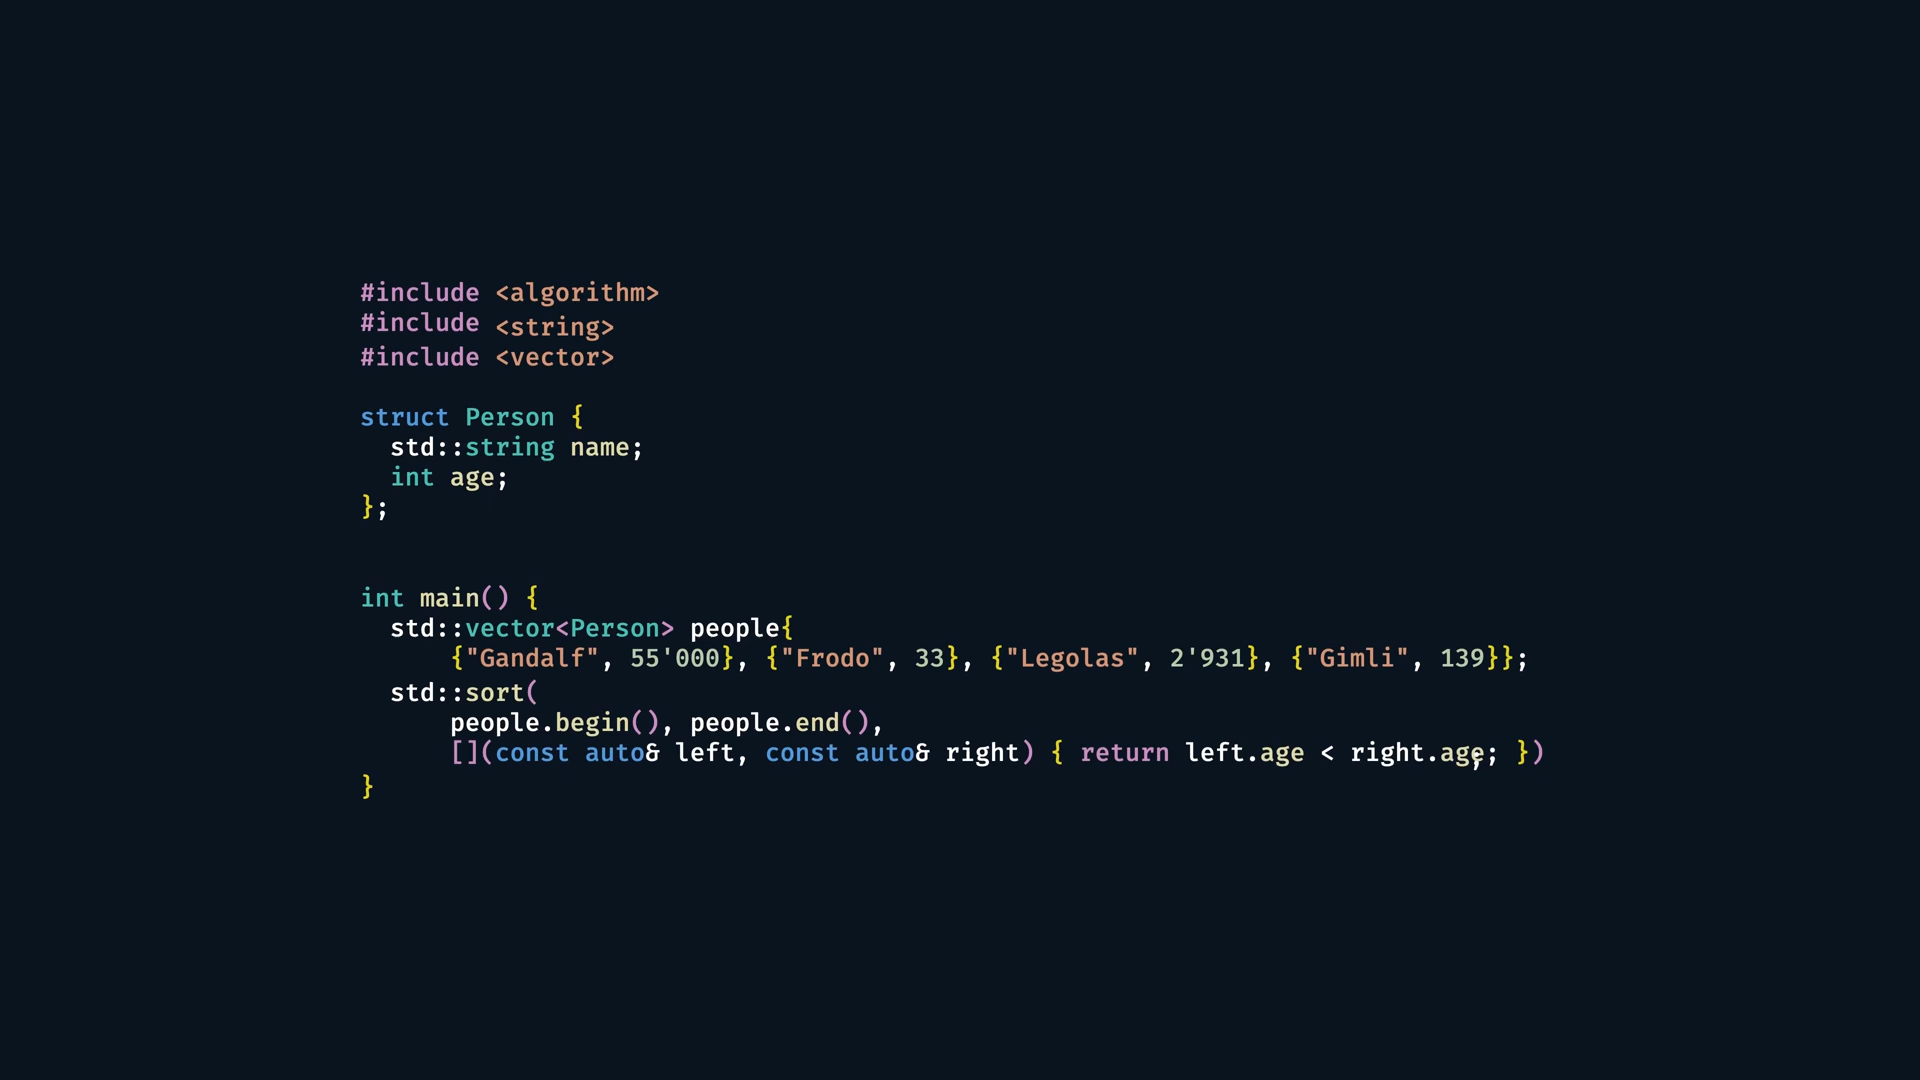 #include <algorithm>
#include <string>
#include <vector>
struct Person {
  std::string name;
  int age;
};
int main() {
  std::vector<Person> people{
      {"Gandalf", 55'000}, {"Frodo", 33}, {"Legolas", 2'931}, {"Gimli", 139}};
  std::sort(
      people.begin(), people.end(),
      [](const auto& left, const auto& right) { return left.age < right.age; })
;
}